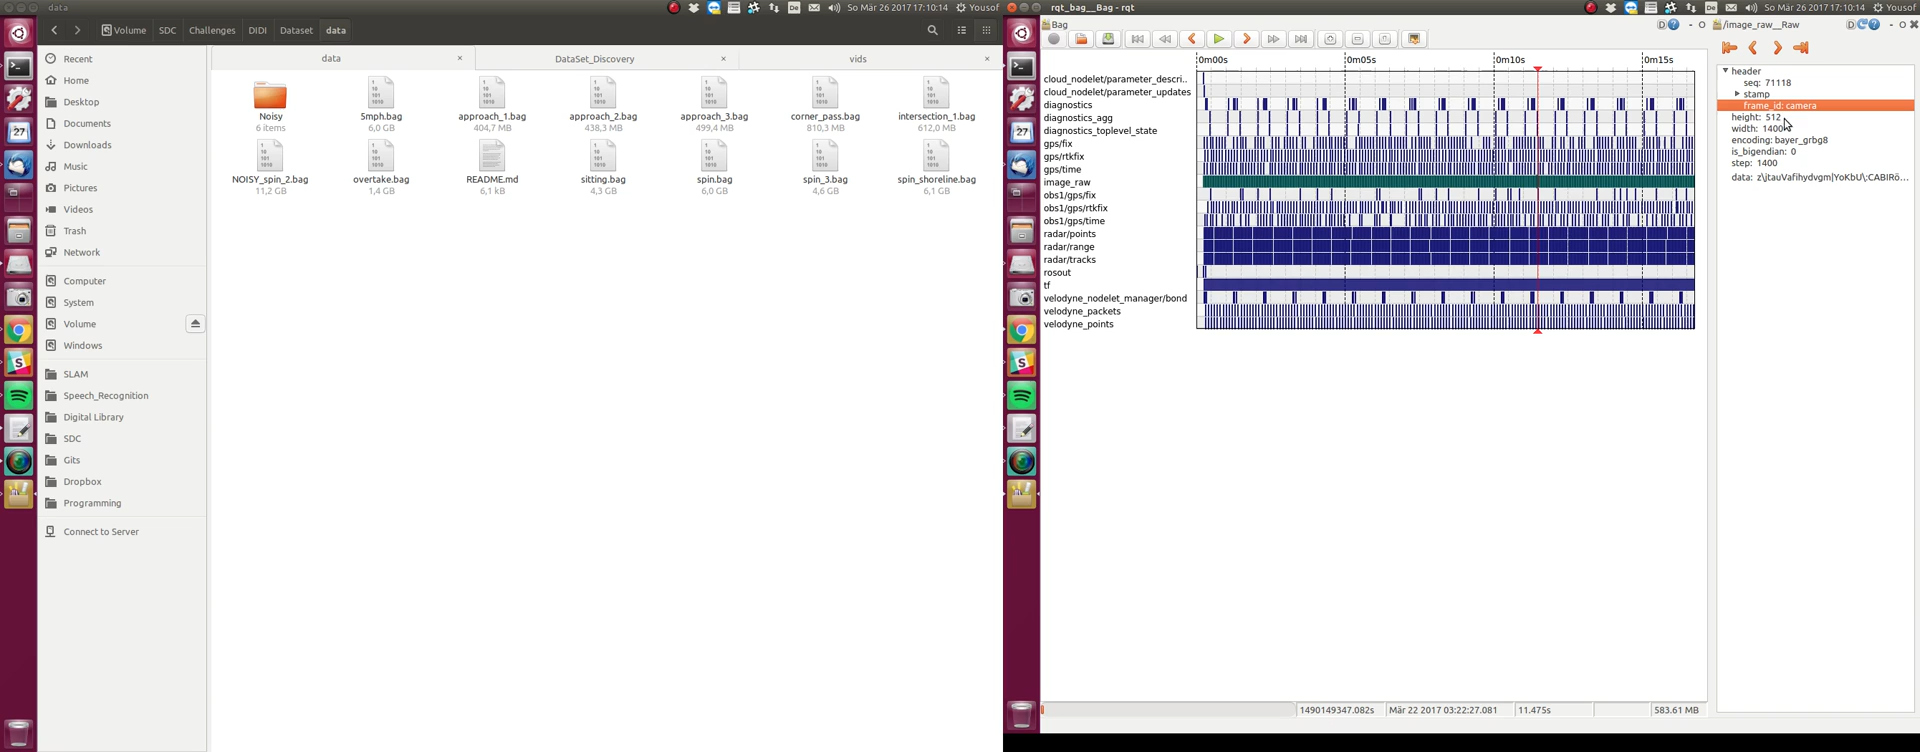 data
De
So Mär 26 2017 17:10:14
Yousof
Volume
SDC
Challenges
DIDI
Dataset
data
Recent
Home
Desktop
Documents
Downloads
Music
Pictures
Videos
Trash
Network
Computer
System
Volume
Windows
SLAM
Speech_Recognition
Digital Library
SDC
Gits
Dropbox
Programming
Connect to Server
data
DataSet_Discovery
vids
Noisy
6 items
5mph.bag
6,0 GB
approach_1.bag
404,7 MB
approach_2.bag
438,3 MB
approach_3.bag
499,4 MB
corner_pass.bag
810,3 MB
intersection_1.bag
612,0 MB
NOISY_spin_2.bag
11,2 GB
overtake.bag
1,4 GB
README.md
6,1 kB
sitting.bag
4,3 GB
spin.bag
6,0 GB
spin_3.bag
4,6 GB
spin_shoreline.bag
6,1 GB
27
rqt_bag__Bag - rqt
De
So Mär 26 2017 17:10:14
Yousof
Bag
/image_raw__Raw
0m00s
0m05s
0m10s
0m15s
cloud_nodelet/parameter_descri..
cloud_nodelet/parameter_updates
diagnostics
diagnostics_agg
diagnostics_toplevel_state
gps/fix
gps/rtkfix
gps/time
image_raw
obs1/gps/fix
obs1/gps/rtkfix
obs1/gps/time
radar/points
radar/range
radar/tracks
rosout
tf
velodyne_nodelet_manager/bond
velodyne_packets
velodyne_points
header
seq: 71118
stamp
frame_id: camera
height: 512
width: 1400
encoding: bayer_grbg8
is_bigendian: 0
step: 1400
1490149347.082s
Mär 22 2017 03:22:27.081
11.475s
583.61 MB
27